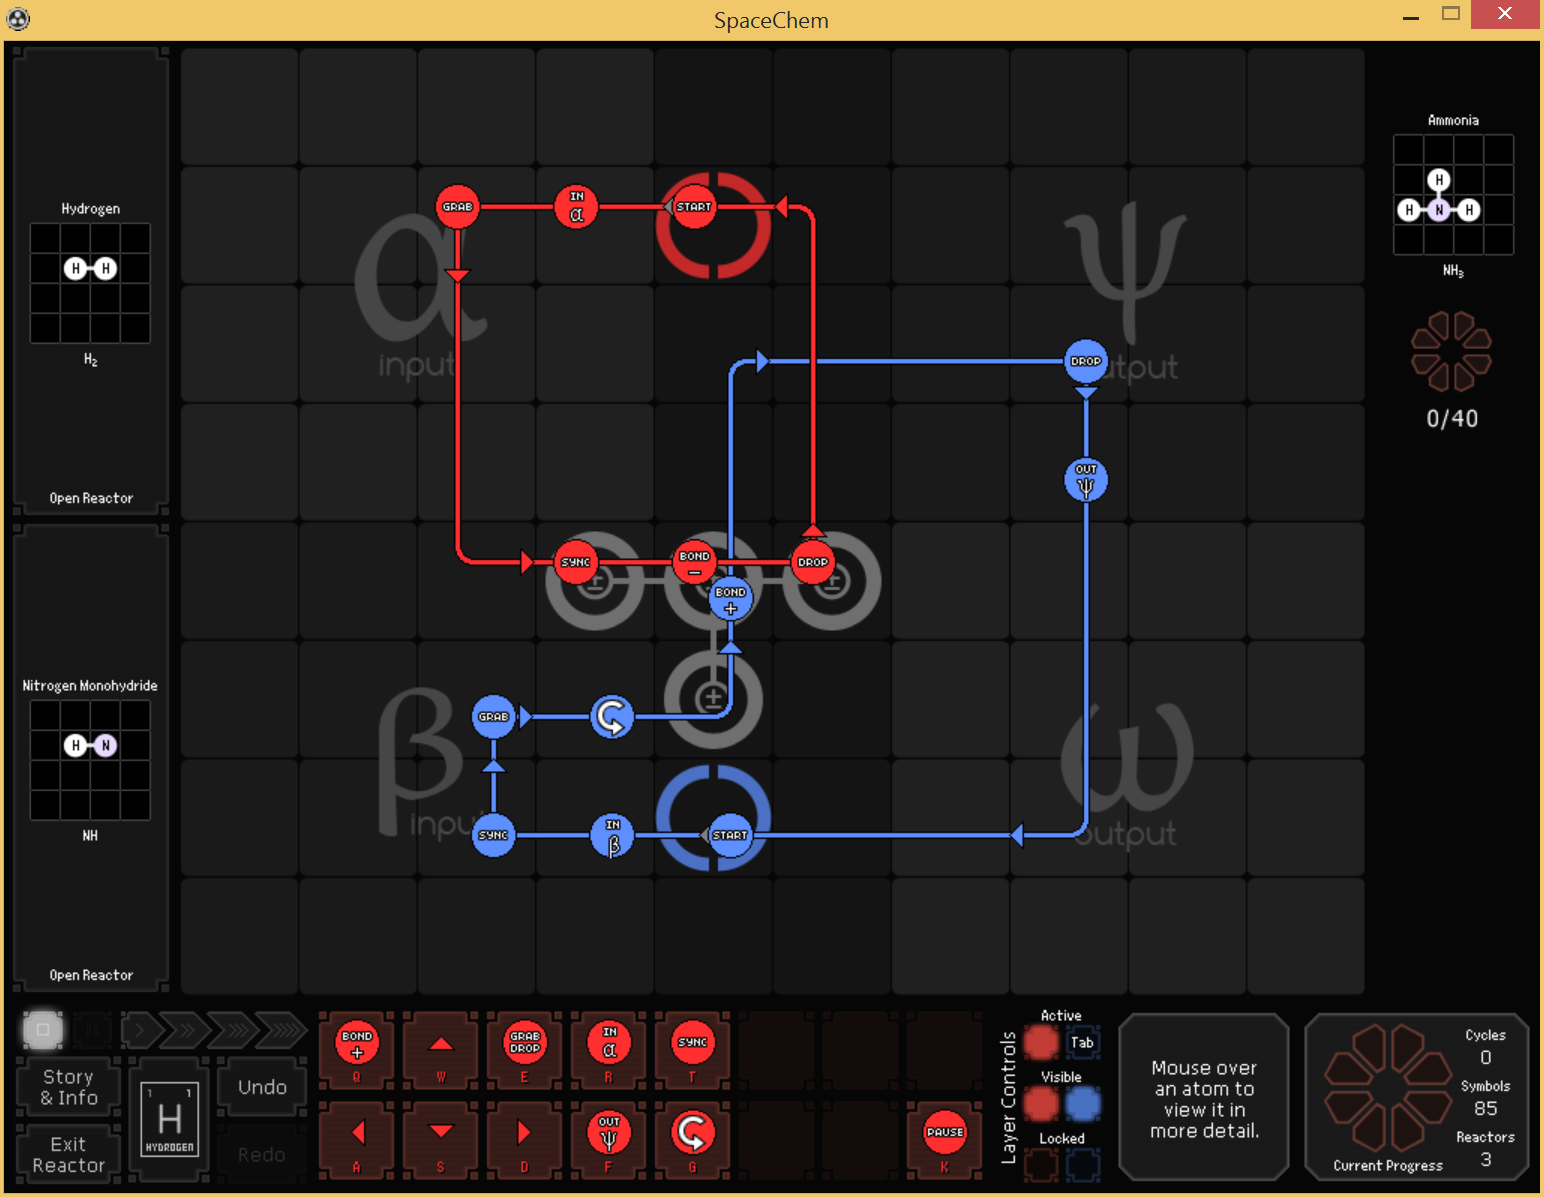 SpaceChem
Hydrogen
H H
H₂
Open Reactor
Nitrogen Monohydride
H N
NH
Open Reactor
α
input
β
input
ψ
output
ω
output
GRAB
IN
α
START
DROP
OUT
ψ
SYNC
BOND
–
DROP
BOND
+
GRAB
SYNC
IN
β
START
Ammonia
H
H N H
NH₃
0/40
Story
& Info
Exit
Reactor
1 1
H
HYDROGEN
Undo
Redo
BOND
+
Q
W
GRAB
DROP
E
IN
α
R
SYNC
T
A
S
D
OUT
ψ
F
G
PAUSE
K
Layer Controls
Active
Tab
Visible
Locked
Mouse over
an atom to
view it in
more detail.
Cycles
0
Symbols
85
Reactors
3
Current Progress